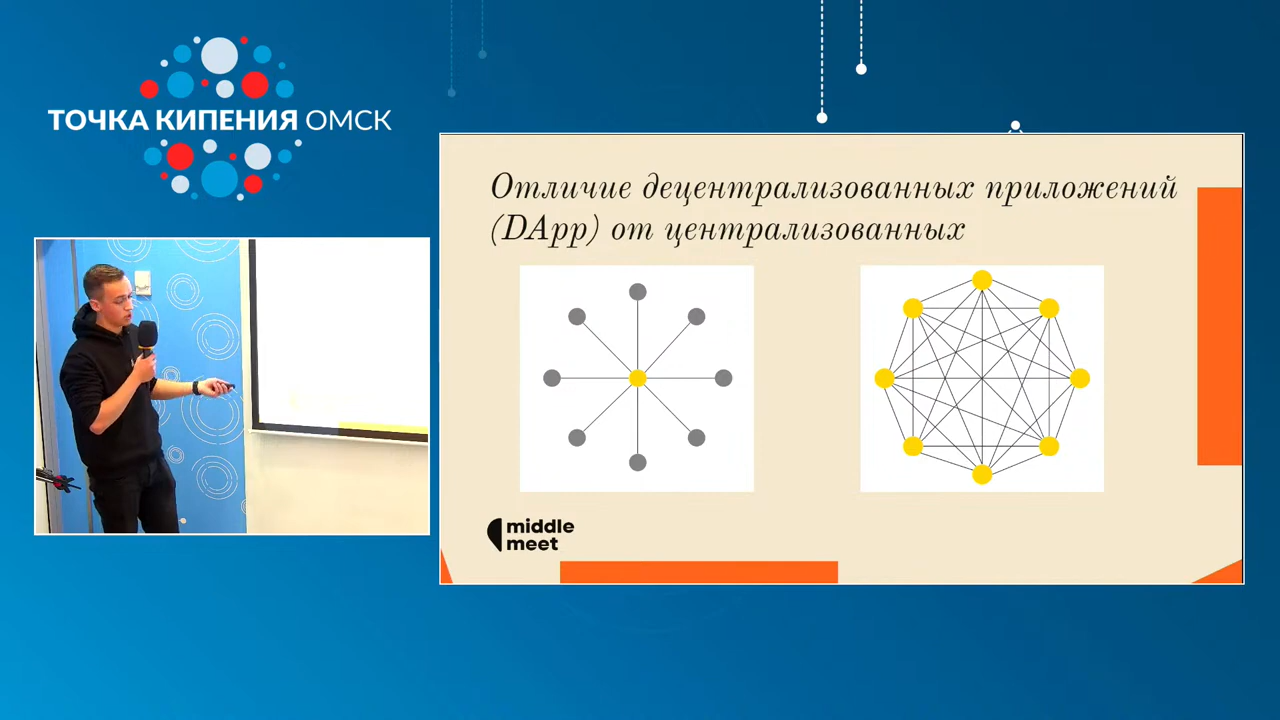 ТОЧКА КИПЕНИЯ ОМСК
Отличие децентрализованных приложений
(DApp) от централизованных
middle
meet